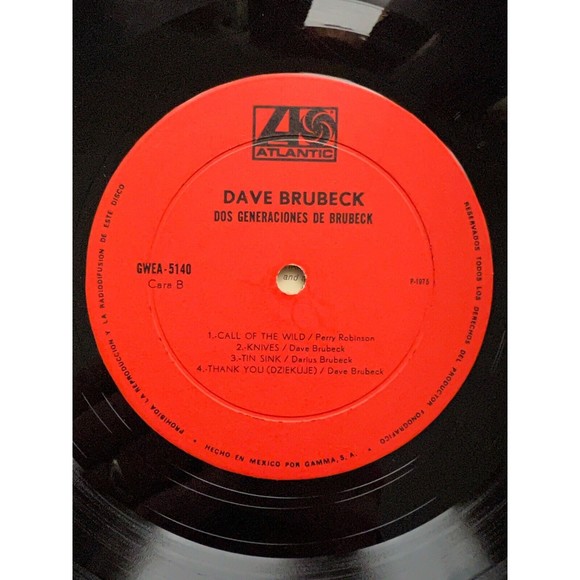 ATLANTIC
DAVE BRUBECK
DOS GENERACIONES DE BRUBECK
GWEA-5140
Cara B
and
P-1973
1.-CALL OF THE WILD / Perry Robinson
2.-KNIVES / Dave Brubeck
3.-TIN SINK / Darius Brubeck
4.-THANK YOU (DZIEKUJE) / Dave Brubeck
PROHIBIDA LA REPRODUCCION Y LA RADIODIFUSION DE ESTE DISCO
RESERVADOS TODOS LOS DERECHOS DEL PRODUCTOR FONOGRAFICO
HECHO EN MEXICO POR GAMMA, S. A.